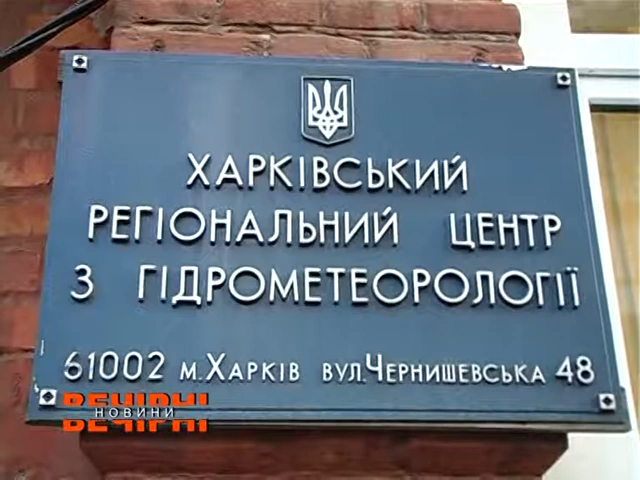 ХАРКІВСЬКИЙ
РЕГІОНАЛЬНИЙ ЦЕНТР
З ГІДРОМЕТЕОРОЛОГІЇ
61002 м. Харків вул. Чернишевська 48
ВЕЧІРНІ
НОВИНИ